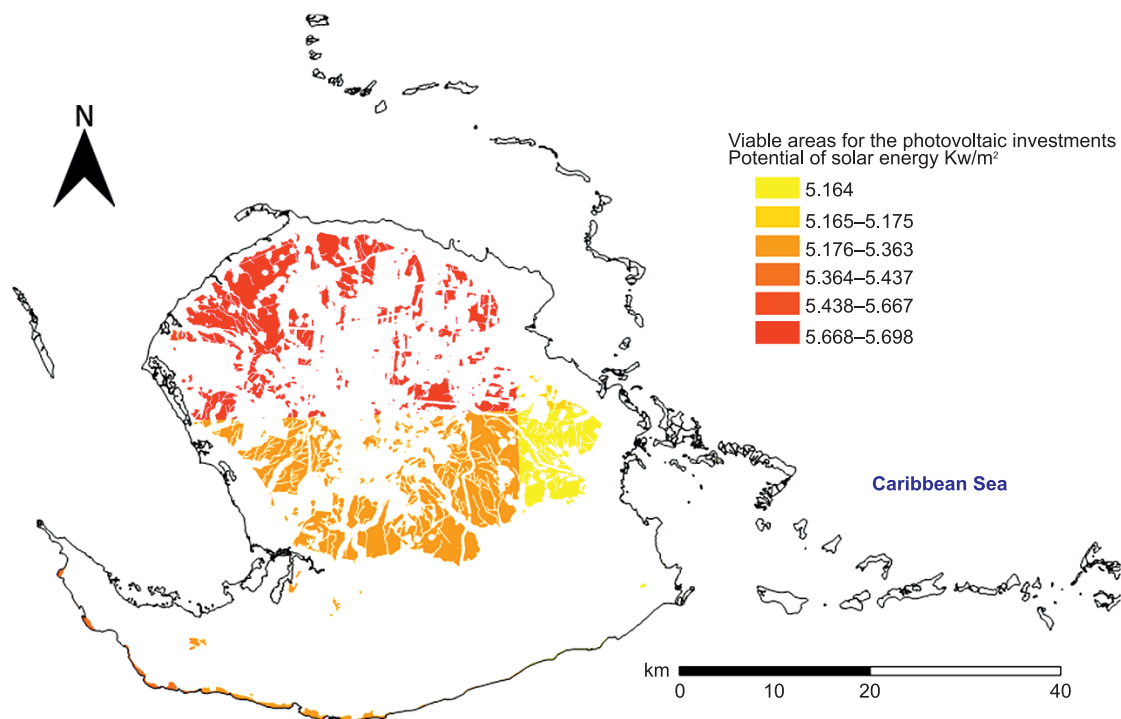 N
Viable areas for the photovoltaic investments
Potential of solar energy Kw/m²
5.164
5.165–5.175
5.176–5.363
5.364–5.437
5.438–5.667
5.668–5.698
Caribbean Sea
km
0 10 20 40